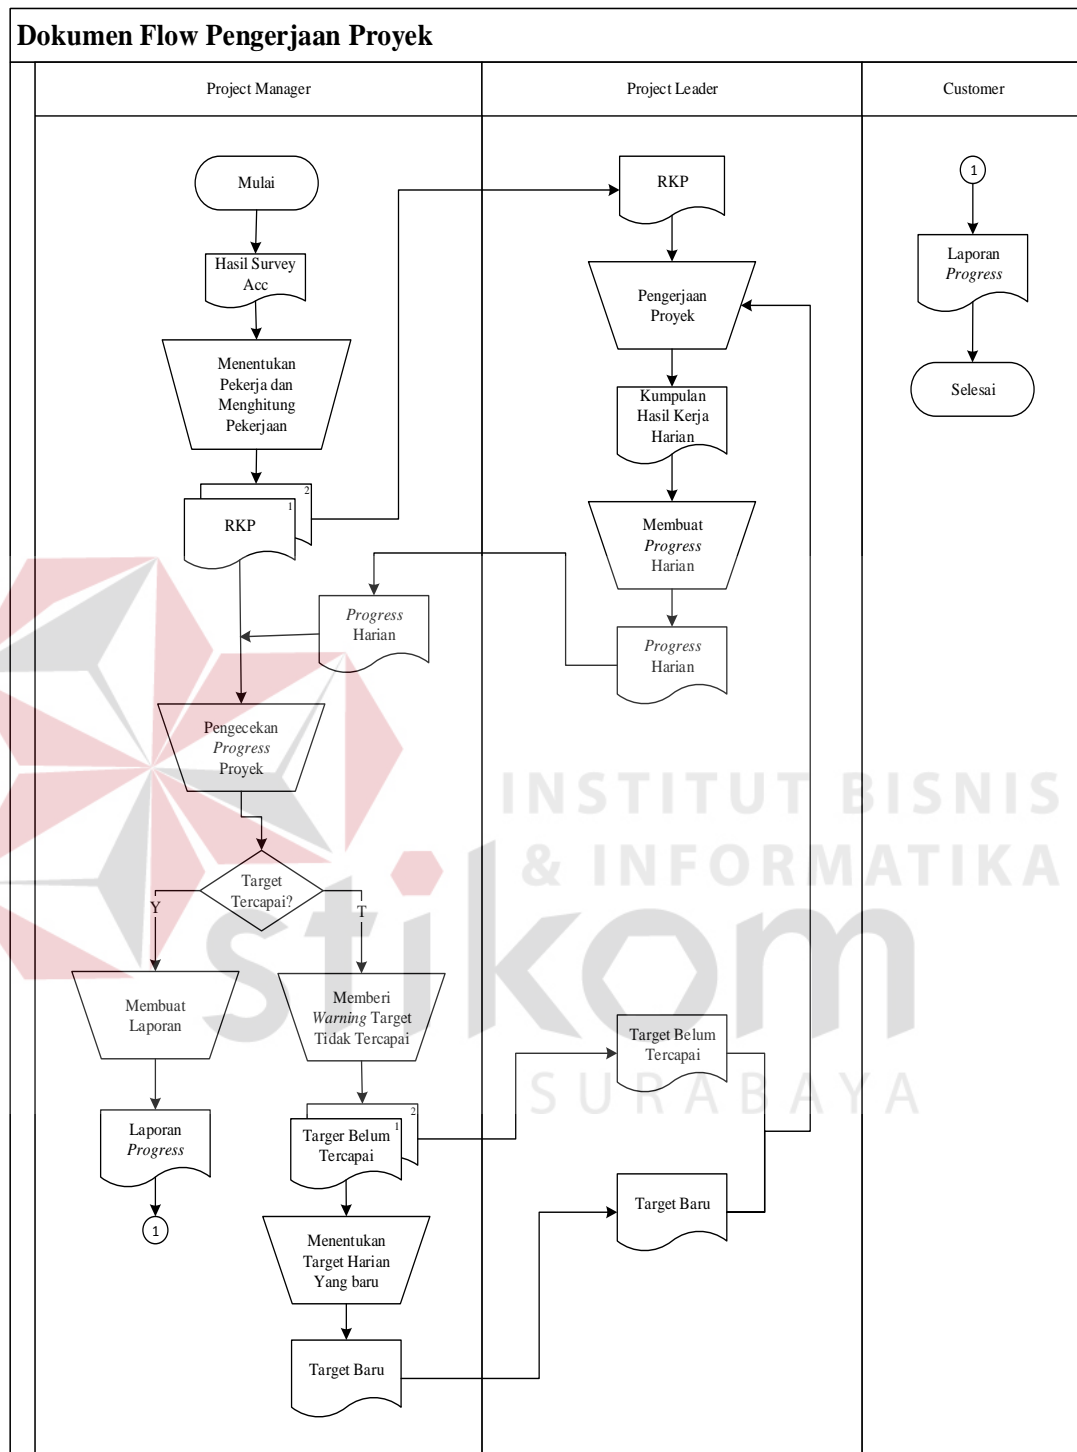 Dokumen Flow Pengerjaan Proyek
Project Manager
Project Leader
Customer
Mulai
Hasil Survey
Acc
Menentukan
Pekerja dan
Menghitung
Pekerjaan
2
1
RKP
Progress
Harian
Pengecekan
Progress
Proyek
Target
Tercapai?
Y
T
Membuat
Laporan
Memberi
Warning Target
Tidak Tercapai
Laporan
Progress
1
2
1
Targer Belum
Tercapai
Menentukan
Target Harian
Yang baru
Target Baru
RKP
Pengerjaan
Proyek
Kumpulan
Hasil Kerja
Harian
Membuat
Progress
Harian
Progress
Harian
Target Belum
Tercapai
Target Baru
1
Laporan
Progress
Selesai
INSTITUT BISNIS
& INFORMATIKA
stikom
SURABAYA